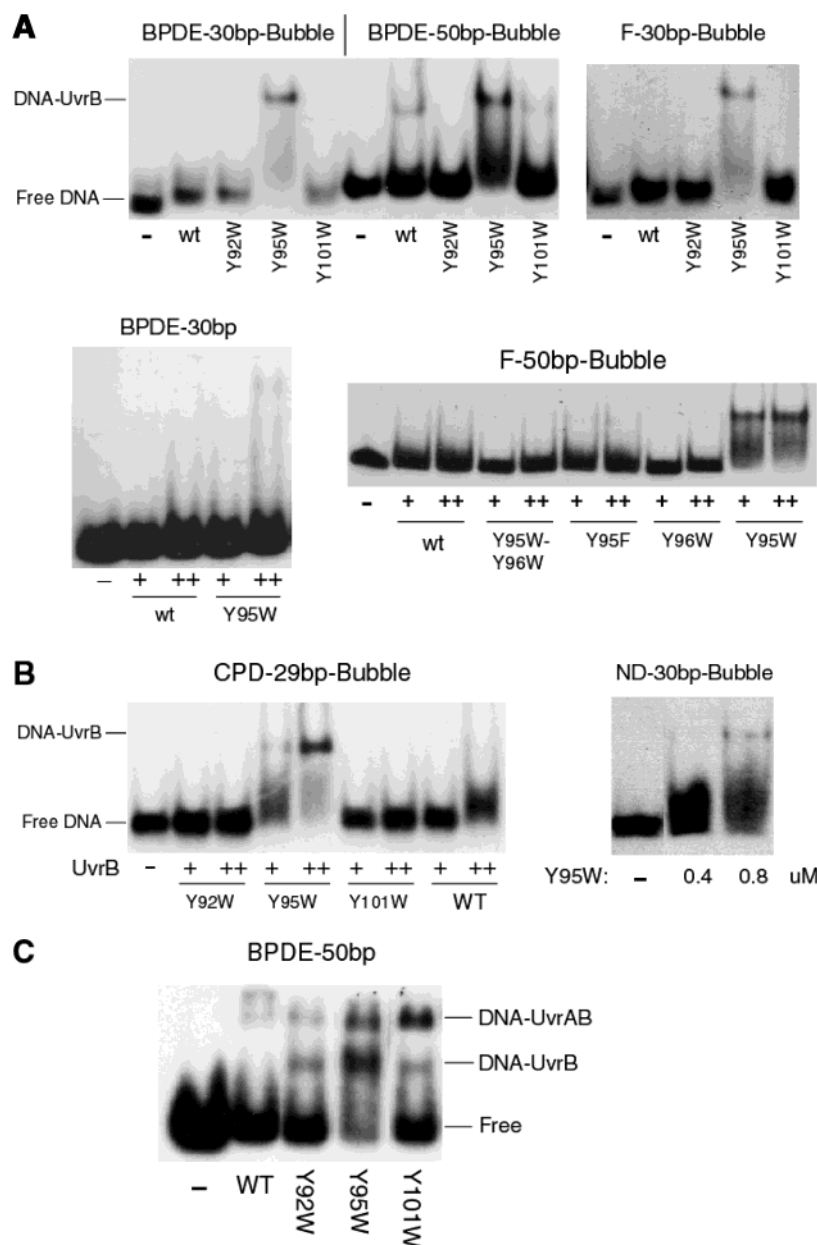 A
BPDE-30bp-Bubble
BPDE-50bp-Bubble
F-30bp-Bubble
DNA-UvrB
Free DNA
- wt Y92W Y95W Y101W - wt Y92W Y95W Y101W
- wt Y92W Y95W Y101W
BPDE-30bp
F-50bp-Bubble
- + ++ + ++
wt Y95W
- + ++ + ++ + ++ + ++ + ++
wt Y95W-Y96W Y95F Y96W Y95W
B
CPD-29bp-Bubble
ND-30bp-Bubble
DNA-UvrB
Free DNA
UvrB - + ++ + ++ + ++ + ++
Y92W Y95W Y101W WT
Y95W: - 0.4 0.8 uM
C
BPDE-50bp
DNA-UvrAB
DNA-UvrB
Free
- WT Y92W Y95W Y101W